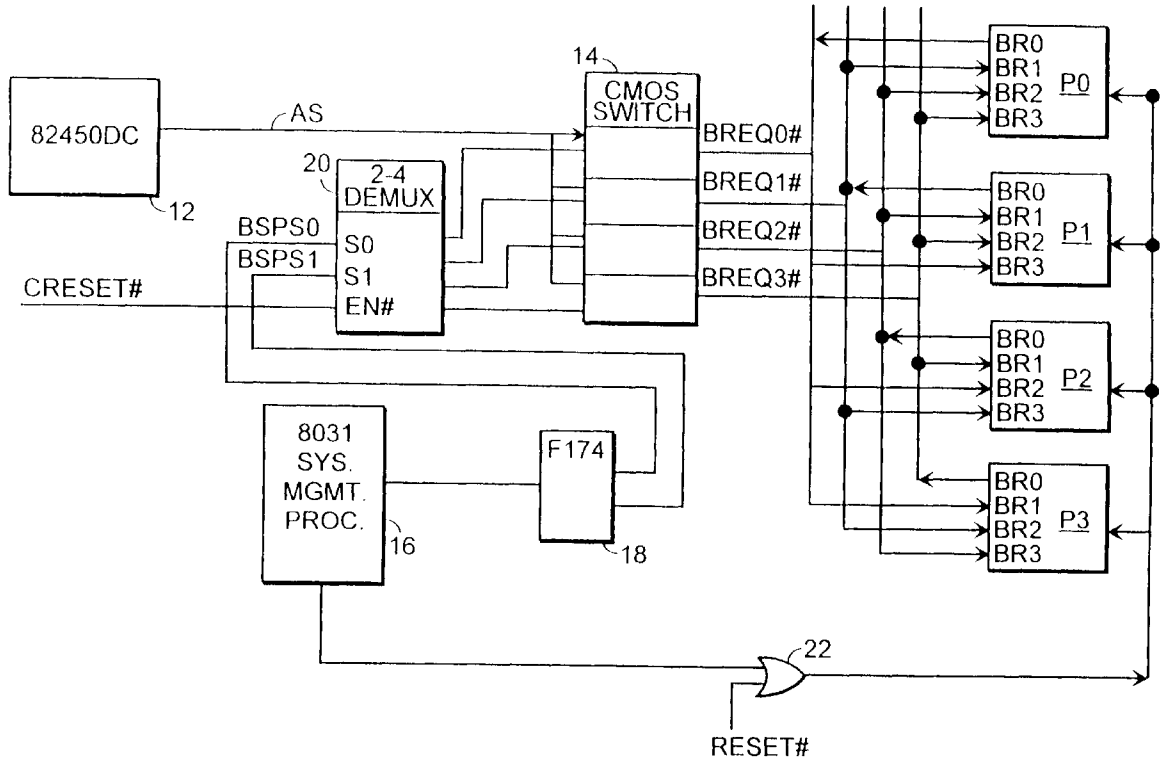 82450DC
12
AS
14
CMOS
SWITCH
20
2-4
DEMUX
S0
S1
EN#
BSPS0
BSPS1
CRESET#
BREQ0#
BREQ1#
BREQ2#
BREQ3#
BR0
BR1
BR2
BR3
P0
BR0
BR1
BR2
BR3
P1
BR0
BR1
BR2
BR3
P2
BR0
BR1
BR2
BR3
P3
8031
SYS.
MGMT.
PROC.
16
F174
18
22
RESET#